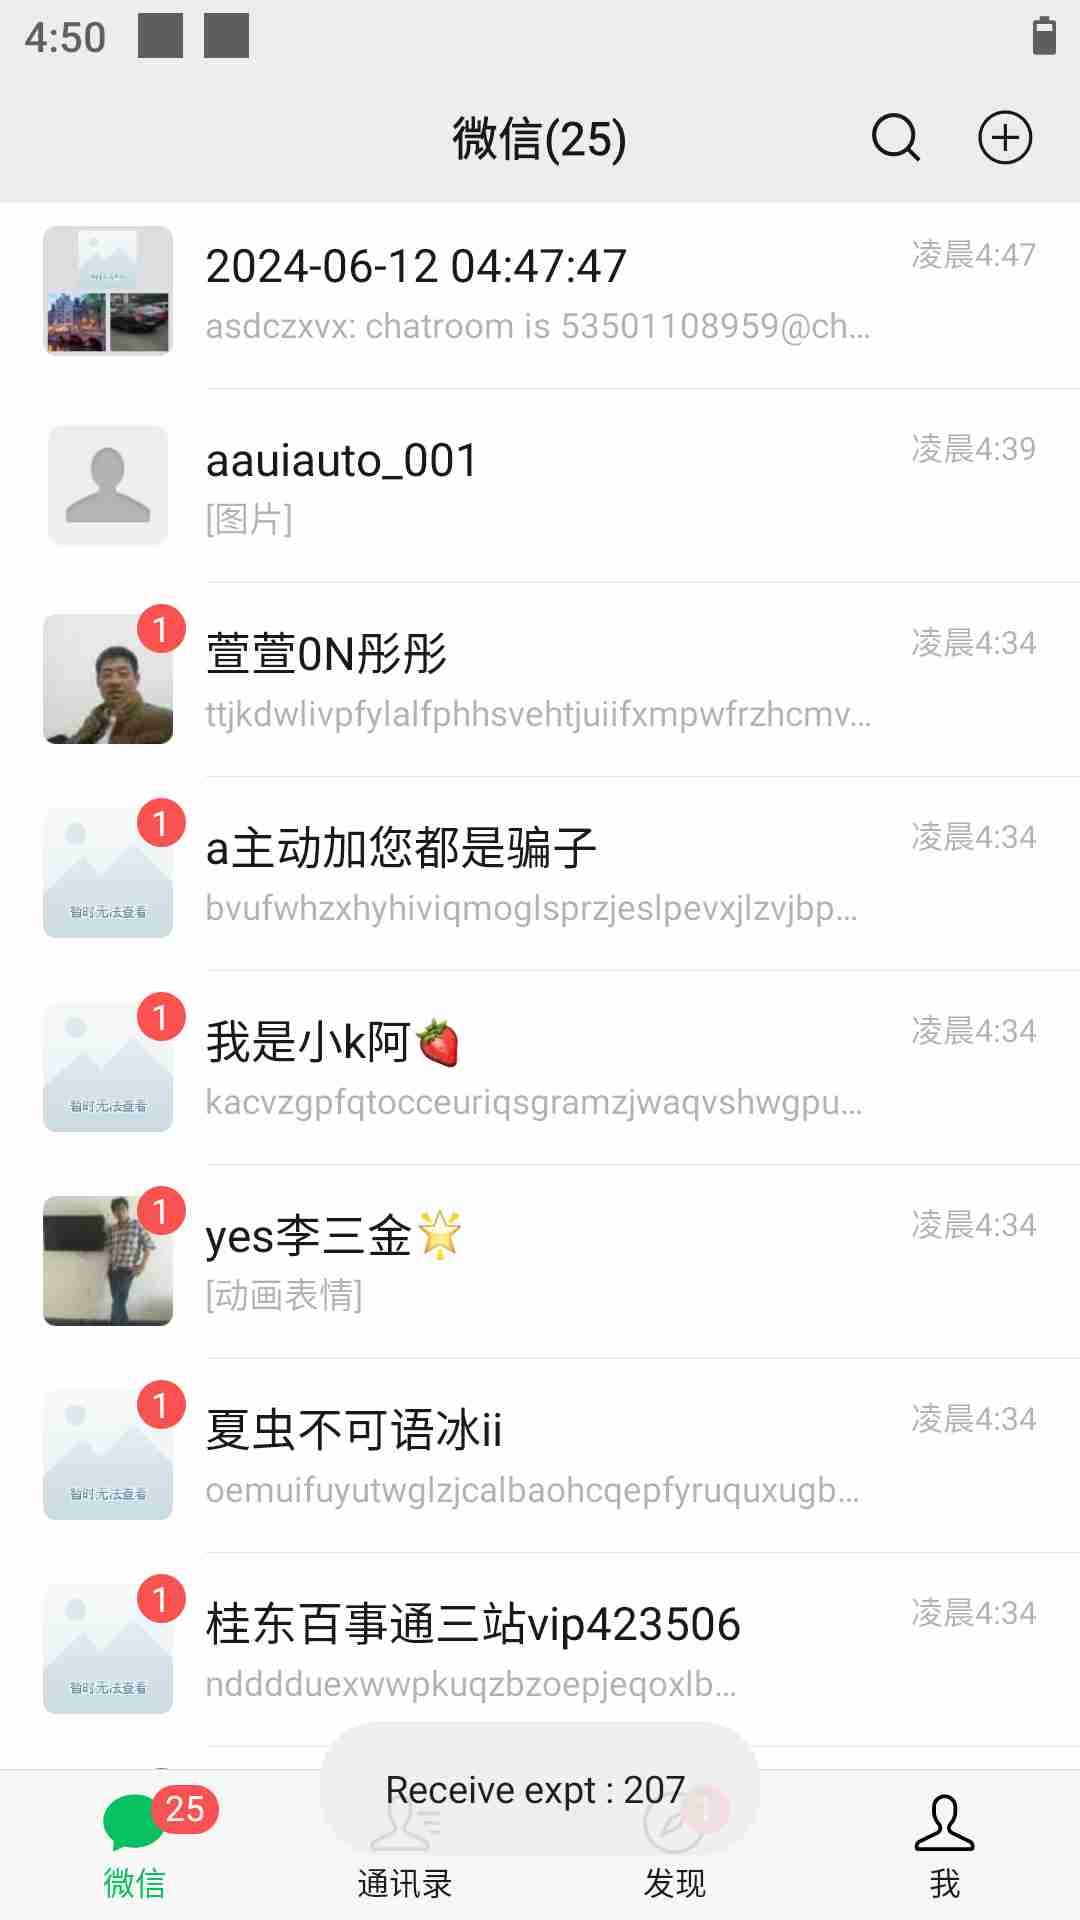 4:50
微信(25)
2024-06-12 04:47:47
凌晨4:47
asdczxvx: chatroom is 53501108959@ch...
aauiauto_001
凌晨4:39
[图片]
1
萱萱0N彤彤
凌晨4:34
ttjkdwlivpfylalfphhsvehtjuiifxmpwfrzhcmv...
1
a主动加您都是骗子
凌晨4:34
暂时无法查看
bvufwhzxhyhiviqmoglsprzjeslpevxjlzvjbp...
1
我是小k阿🍓
凌晨4:34
暂时无法查看
kacvzgpfqtocceuriqsgramzjwaqvshwgpu...
1
yes李三金🌟
凌晨4:34
[动画表情]
1
夏虫不可语冰ii
凌晨4:34
暂时无法查看
oemuifuyutwglzjcalbaohcqepfyruquxugb...
1
桂东百事通三站vip423506
凌晨4:34
暂时无法查看
ndddduexwwpkuqzbzoepjeqoxlb...
Receive expt : 207
25
1
微信
通讯录
发现
我